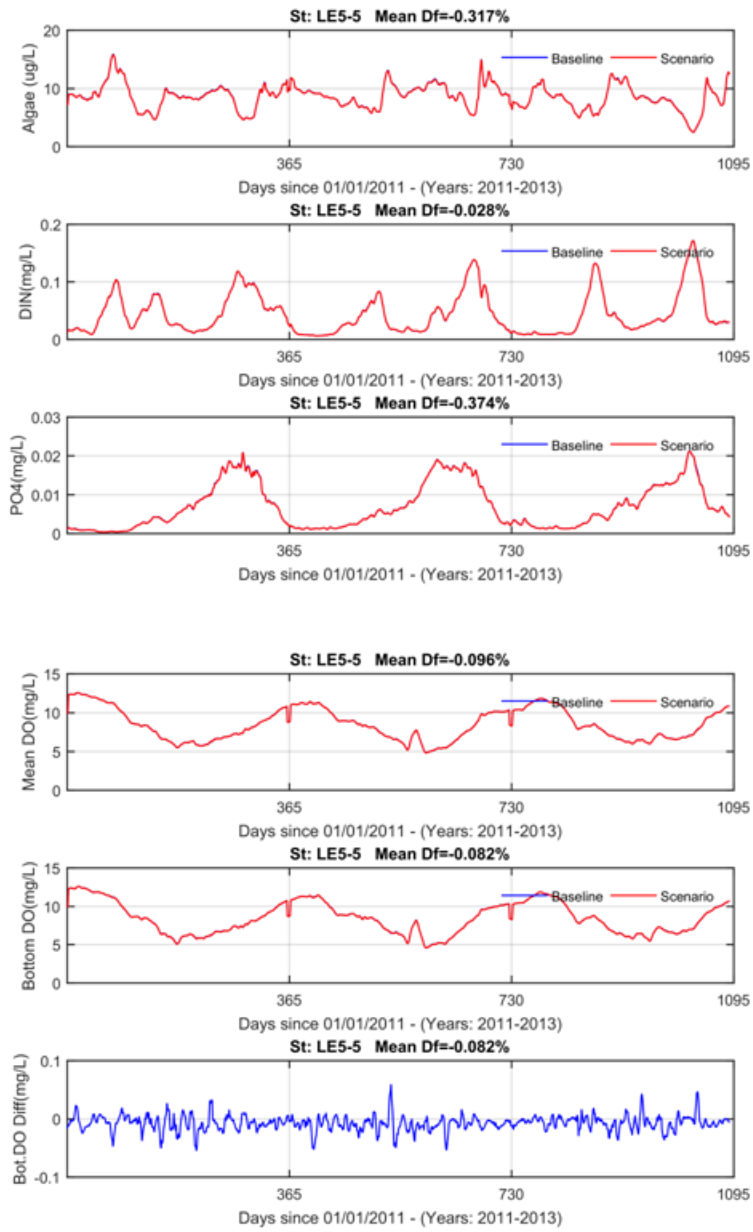 St: LE5-5 Mean Df=-0.317%
Baseline Scenario
Algae (ug/L)
20
10
0
365 730 1095
Days since 01/01/2011 - (Years: 2011-2013)
St: LE5-5 Mean Df=-0.028%
Baseline Scenario
DIN(mg/L)
0.2
0.1
0
365 730 1095
Days since 01/01/2011 - (Years: 2011-2013)
St: LE5-5 Mean Df=-0.374%
Baseline Scenario
PO4(mg/L)
0.03
0.02
0.01
0
365 730 1095
Days since 01/01/2011 - (Years: 2011-2013)
St: LE5-5 Mean Df=-0.096%
Baseline Scenario
Mean DO(mg/L)
15
10
5
0
365 730 1095
Days since 01/01/2011 - (Years: 2011-2013)
St: LE5-5 Mean Df=-0.082%
Baseline Scenario
Bottom DO(mg/L)
15
10
5
0
365 730 1095
Days since 01/01/2011 - (Years: 2011-2013)
St: LE5-5 Mean Df=-0.082%
Bot.DO Diff(mg/L)
0.1
0
-0.1
365 730 1095
Days since 01/01/2011 - (Years: 2011-2013)